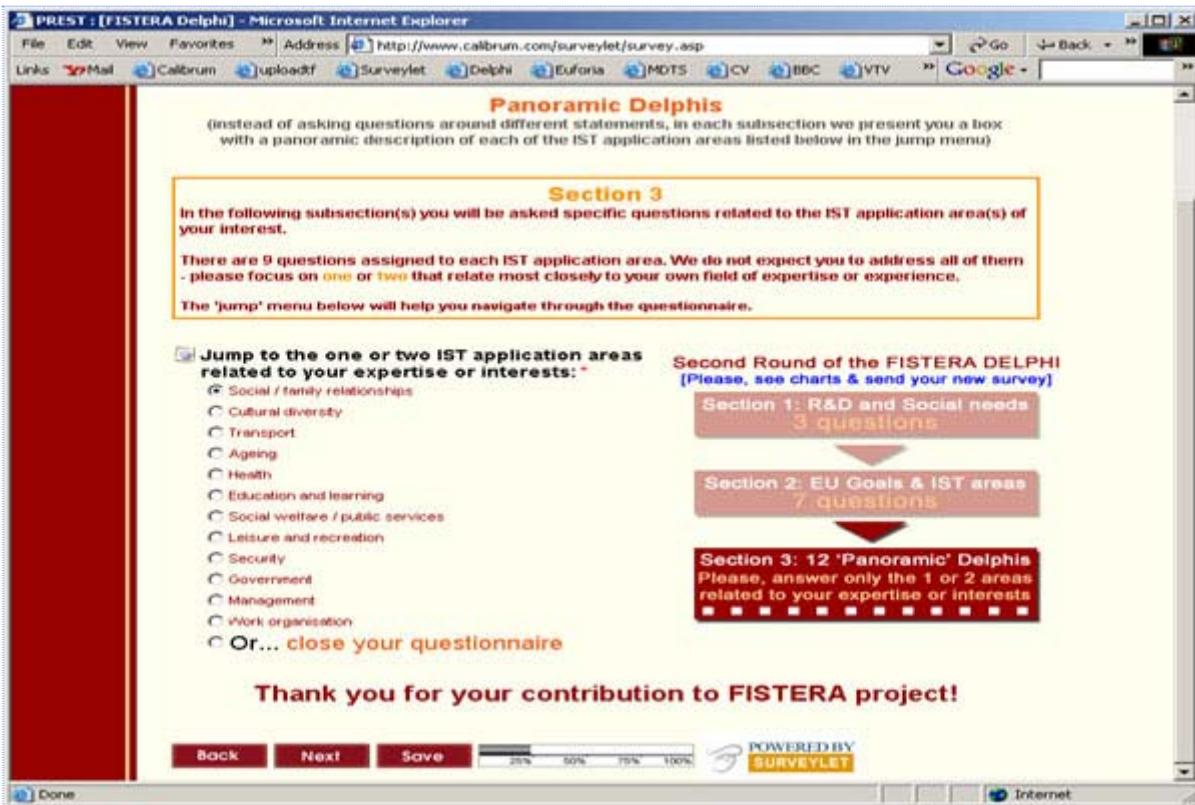 PREST : [FISTERA Delphi] - Microsoft Internet Explorer
File Edit View Favorites » Address http://www.calibrum.com/surveylet/survey.asp Go Back »
Links Mail Calibrum uploadtf Surveylet Delphi Euforia MDTS CV BBC VTV » Google »
Panoramic Delphis
(instead of asking questions around different statements, in each subsection we present you a box
with a panoramic description of each of the IST application areas listed below in the jump menu)
Section 3
In the following subsection(s) you will be asked specific questions related to the IST application area(s) of
your interest.
There are 9 questions assigned to each IST application area. We do not expect you to address all of them
- please focus on one or two that relate most closely to your own field of expertise or experience.
The 'jump' menu below will help you navigate through the questionnaire.
Jump to the one or two IST application areas
related to your expertise or interests: *
Social / family relationships
Cultural diversity
Transport
Ageing
Health
Education and learning
Social welfare / public services
Leisure and recreation
Security
Government
Management
Work organisation
Or... close your questionnaire
Second Round of the FISTERA DELPHI
[Please, see charts & send your new survey]
Section 1: R&D and Social needs
3 questions
Section 2: EU Goals & IST areas
7 questions
Section 3: 12 'Panoramic' Delphis
Please, answer only the 1 or 2 areas
related to your expertise or interests
Thank you for your contribution to FISTERA project!
Back Next Save 25% 50% 75% 100%
POWERED BY
SURVEYLET
Done Internet